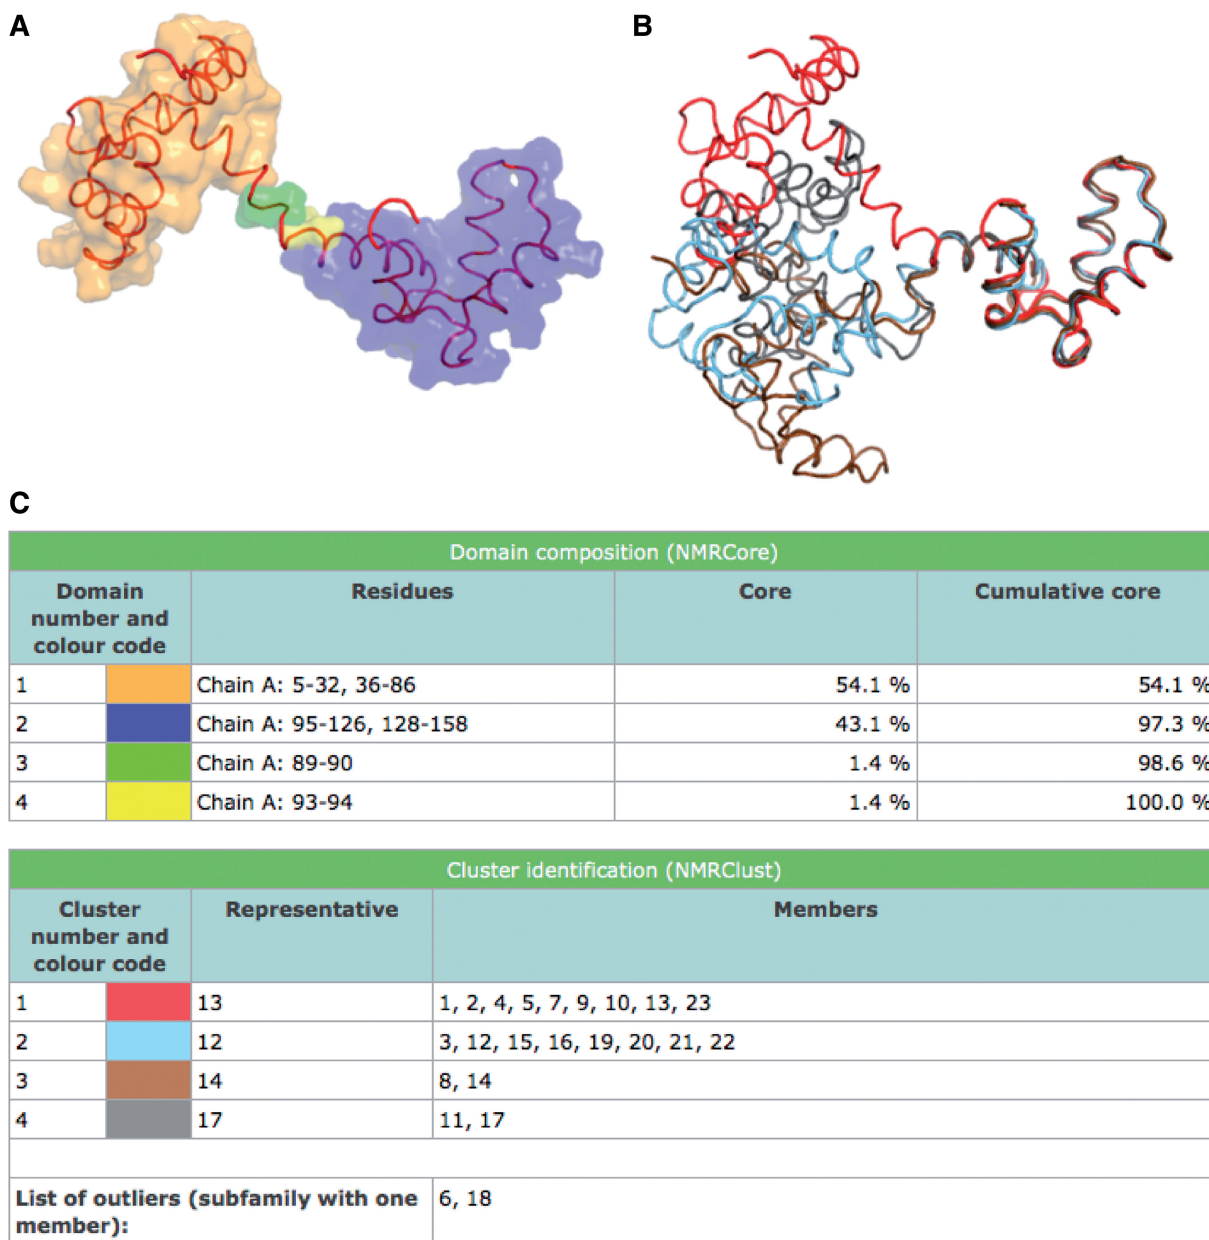 A
B
C
Domain composition (NMRCore)
Domain number and colour code
Residues
Core
Cumulative core
1
Chain A: 5-32, 36-86
54.1 %
54.1 %
2
Chain A: 95-126, 128-158
43.1 %
97.3 %
3
Chain A: 89-90
1.4 %
98.6 %
4
Chain A: 93-94
1.4 %
100.0 %
Cluster identification (NMRClust)
Cluster number and colour code
Representative
Members
1
13
1, 2, 4, 5, 7, 9, 10, 13, 23
2
12
3, 12, 15, 16, 19, 20, 21, 22
3
14
8, 14
4
17
11, 17
List of outliers (subfamily with one member):
6, 18